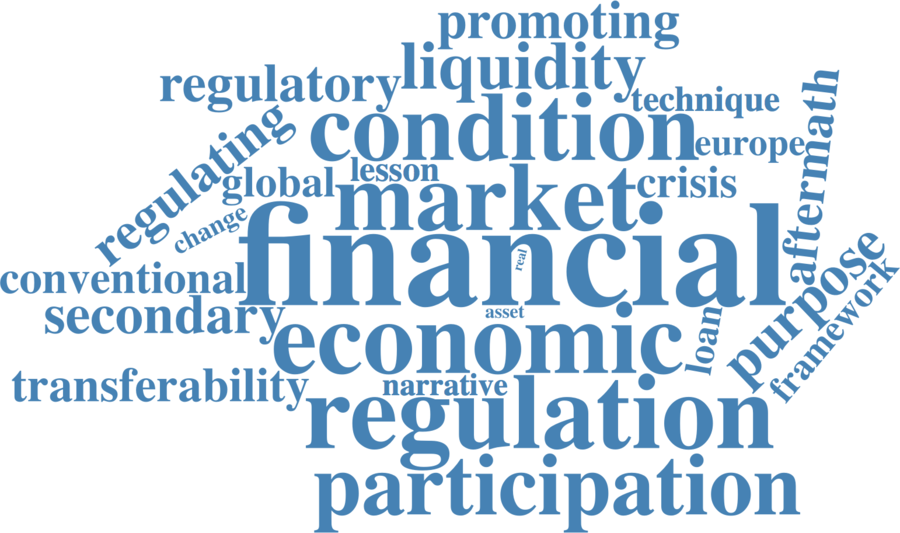 promoting
liquidity
regulatory
technique
condition
aftermath
regulating
europe
lesson
global
market
crisis
change
financial
real
purpose
conventional
framework
secondary
asset
economic
loan
transferability
narrative
regulation
participation